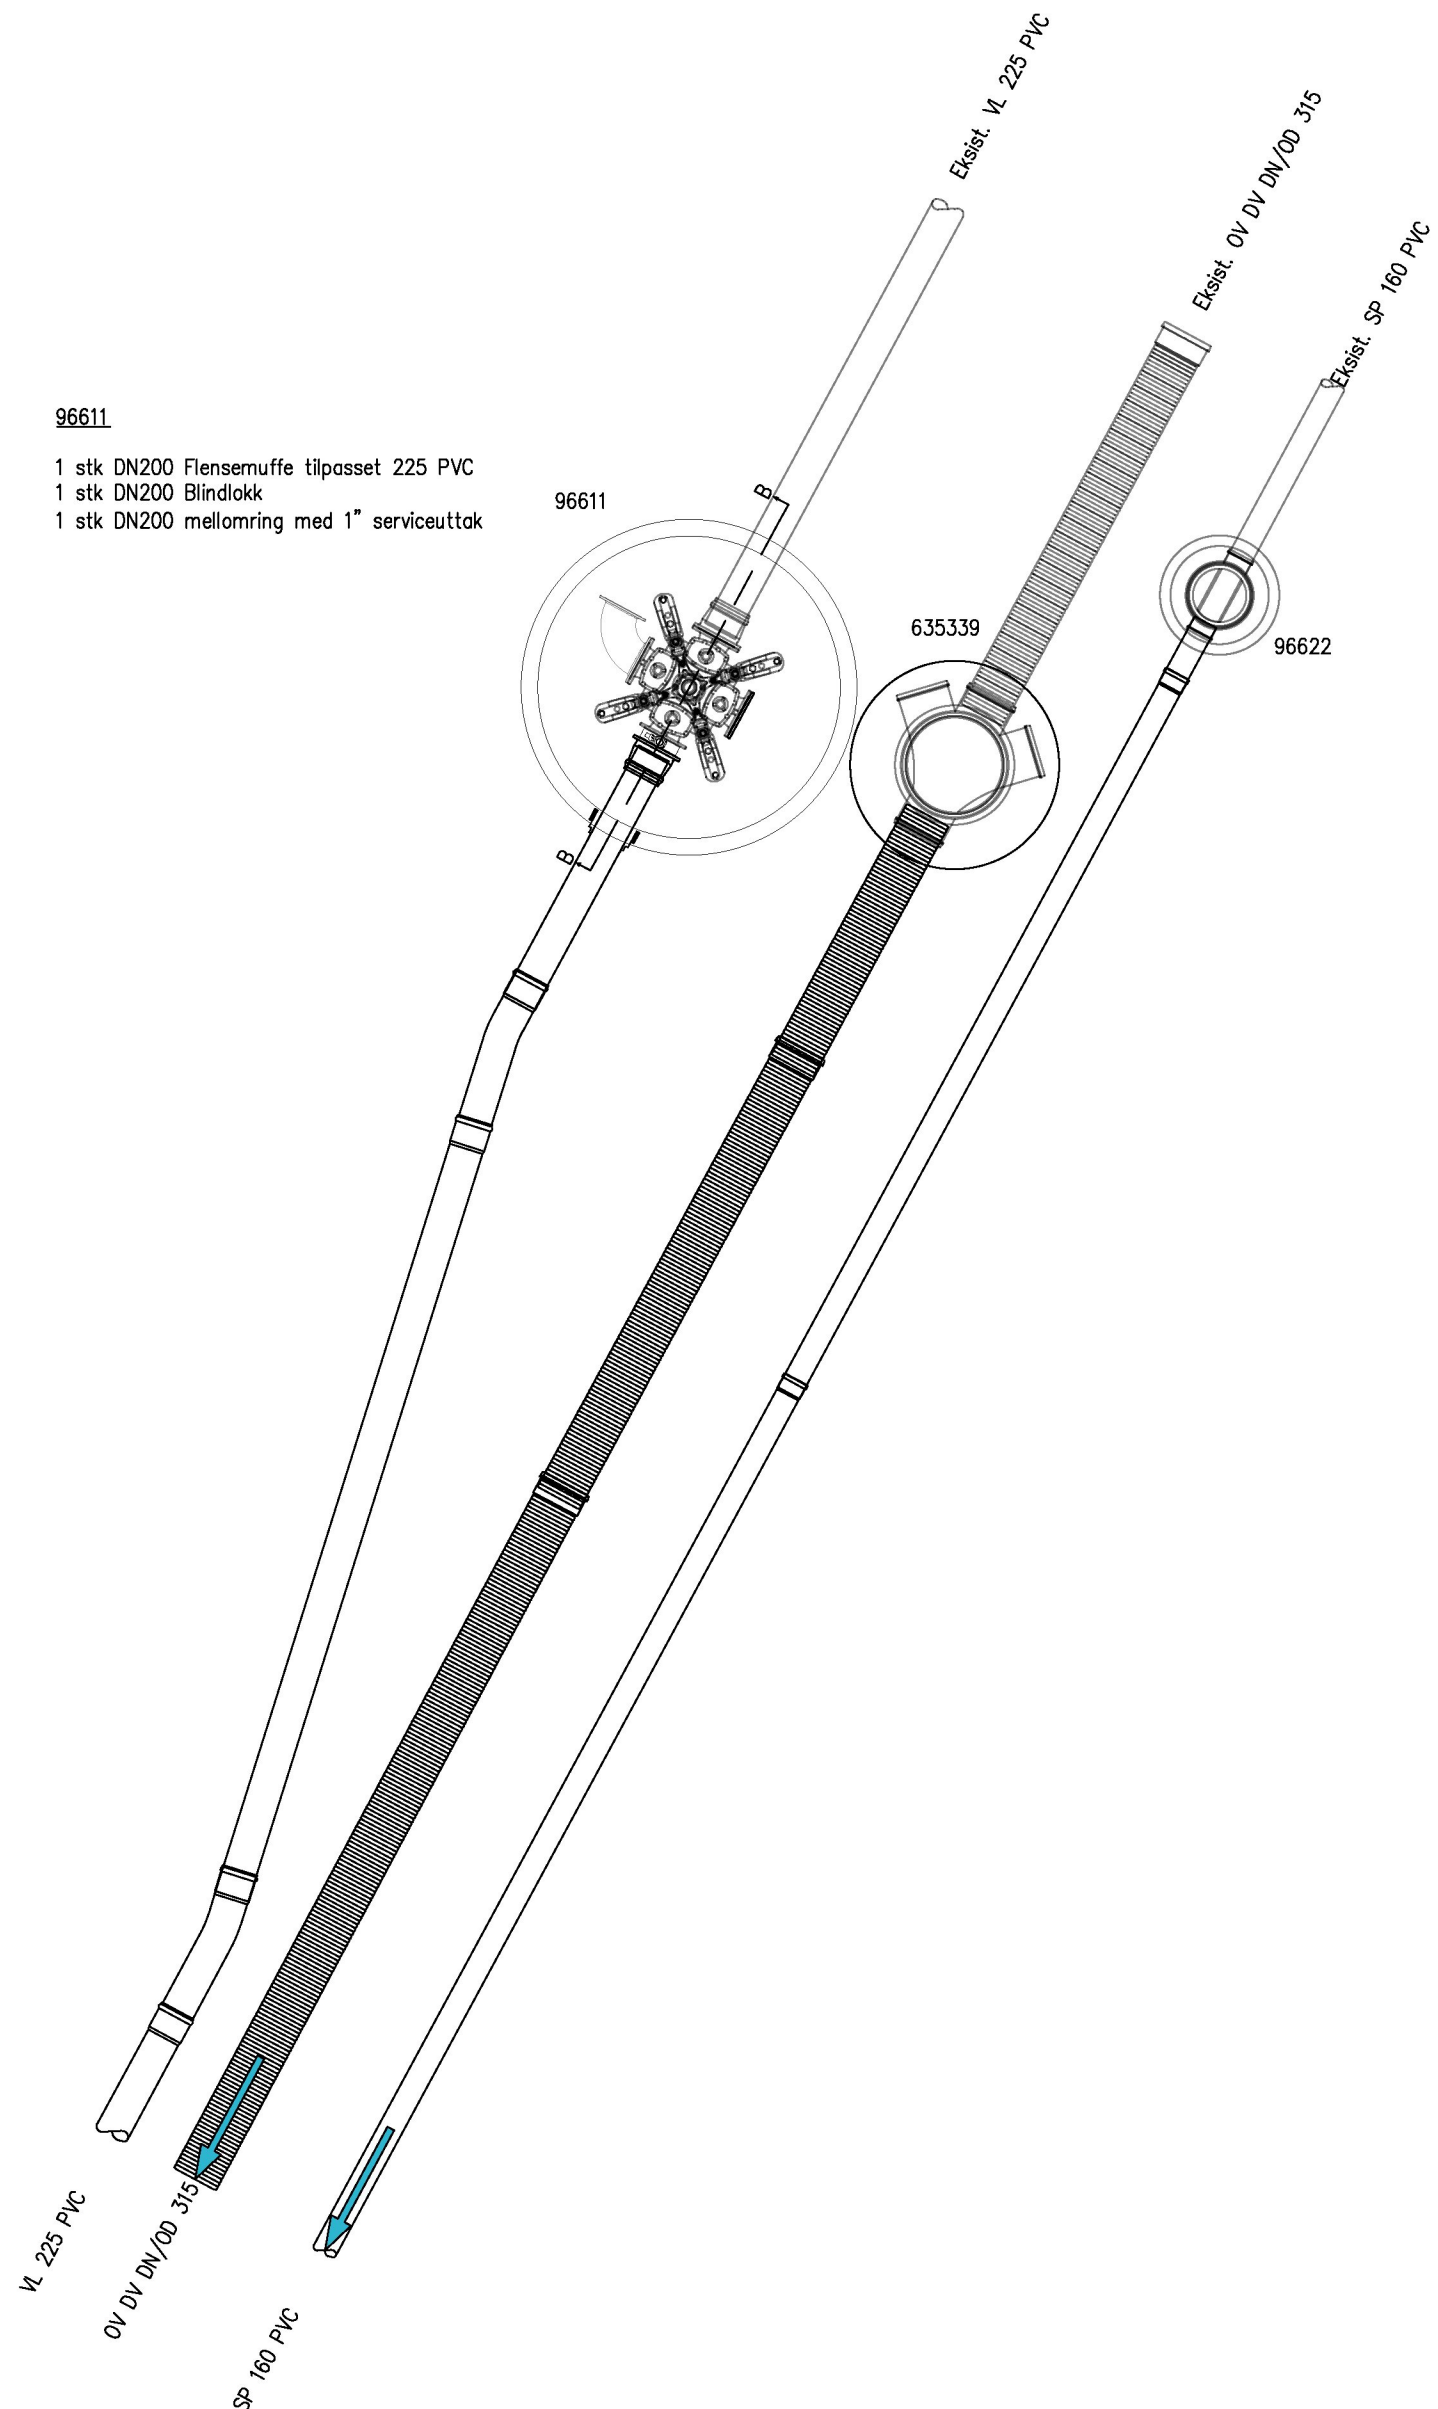 Eksist. VL 225 PVC
Eksist. OV DV DN/OD 315
Eksist. SP 160 PVC
96611
1 stk DN200 Flensemuffe tilpasset 225 PVC
1 stk DN200 Blindlokk
1 stk DN200 mellomring med 1" serviceuttak
96611
B
635339
96622
B
VL 225 PVC
OV DV DN/OD 315
SP 160 PVC